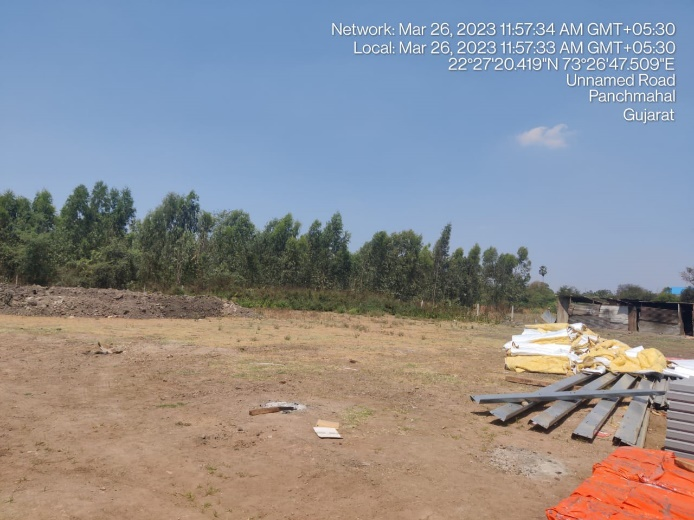 Network: Mar 26, 2023 11:57:34 AM GMT+05:30
Local: Mar 26, 2023 11:57:33 AM GMT+05:30
22°27'20.419"N 73°26'47.509"E
Unnamed Road
Panchmahal
Gujarat